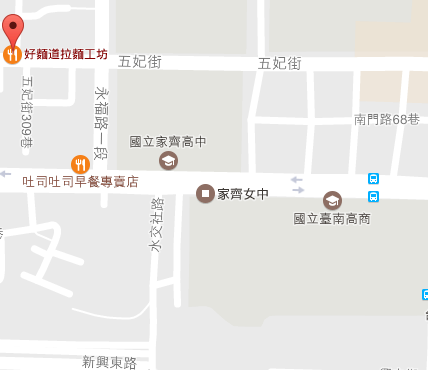 好麵道拉麵工坊
五妃街
五妃街
五妃街309巷
永福路一段
南門路68巷
國立家齊高中
吐司吐司早餐專賣店
家齊女中
國立臺南高商
水交社路
新興東路